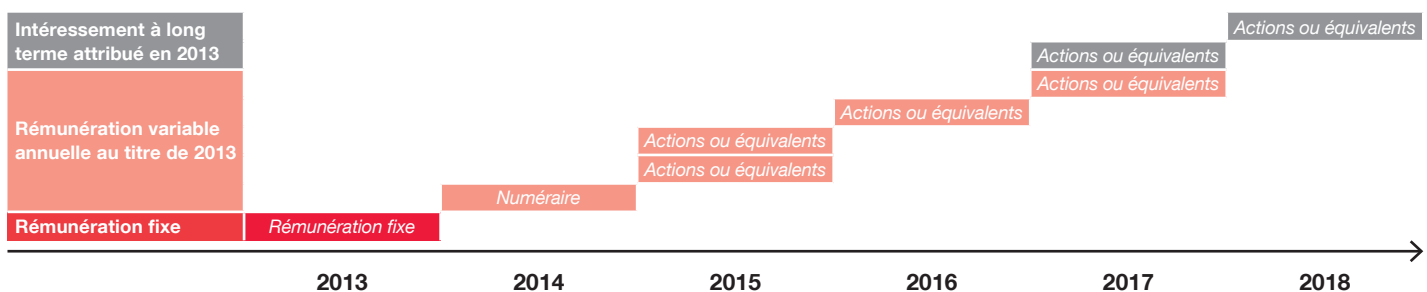 Intéressement à long
terme attribué en 2013
Actions ou équivalents
Actions ou équivalents
Rémunération variable
annuelle au titre de 2013
Actions ou équivalents
Actions ou équivalents
Actions ou équivalents
Actions ou équivalents
Numéraire
Rémunération fixe
Rémunération fixe
2013
2014
2015
2016
2017
2018